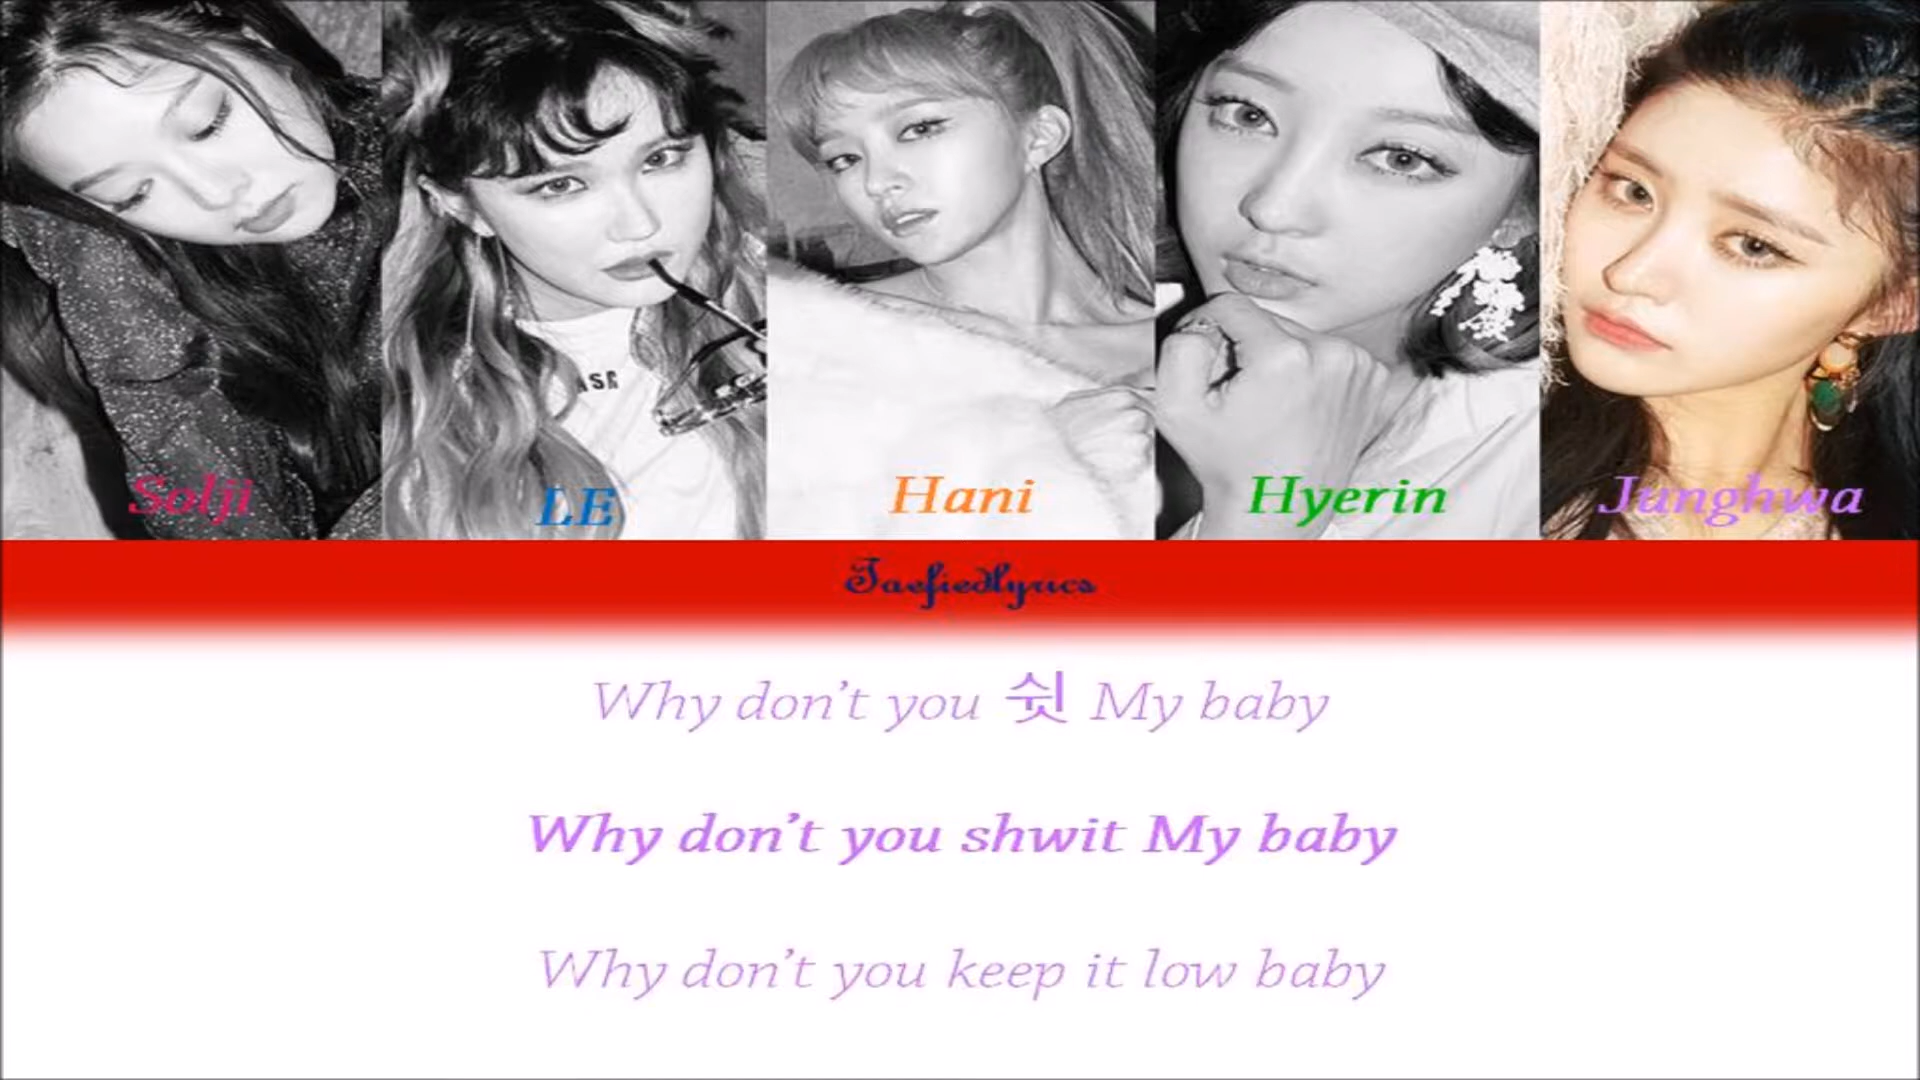 Solji
LE
Hani
Hyerin
Junghwa
Taefiedlyrics
Why don't you 쉿 My baby
Why don't you shwit My baby
Why don't you keep it low baby